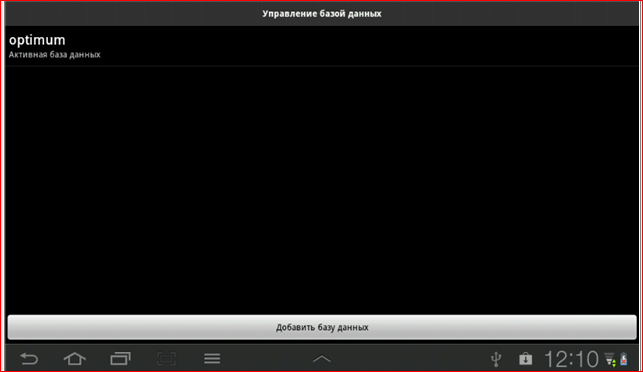 Управление базой данных
optimum
Активная база данных
Добавить базу данных
12:10